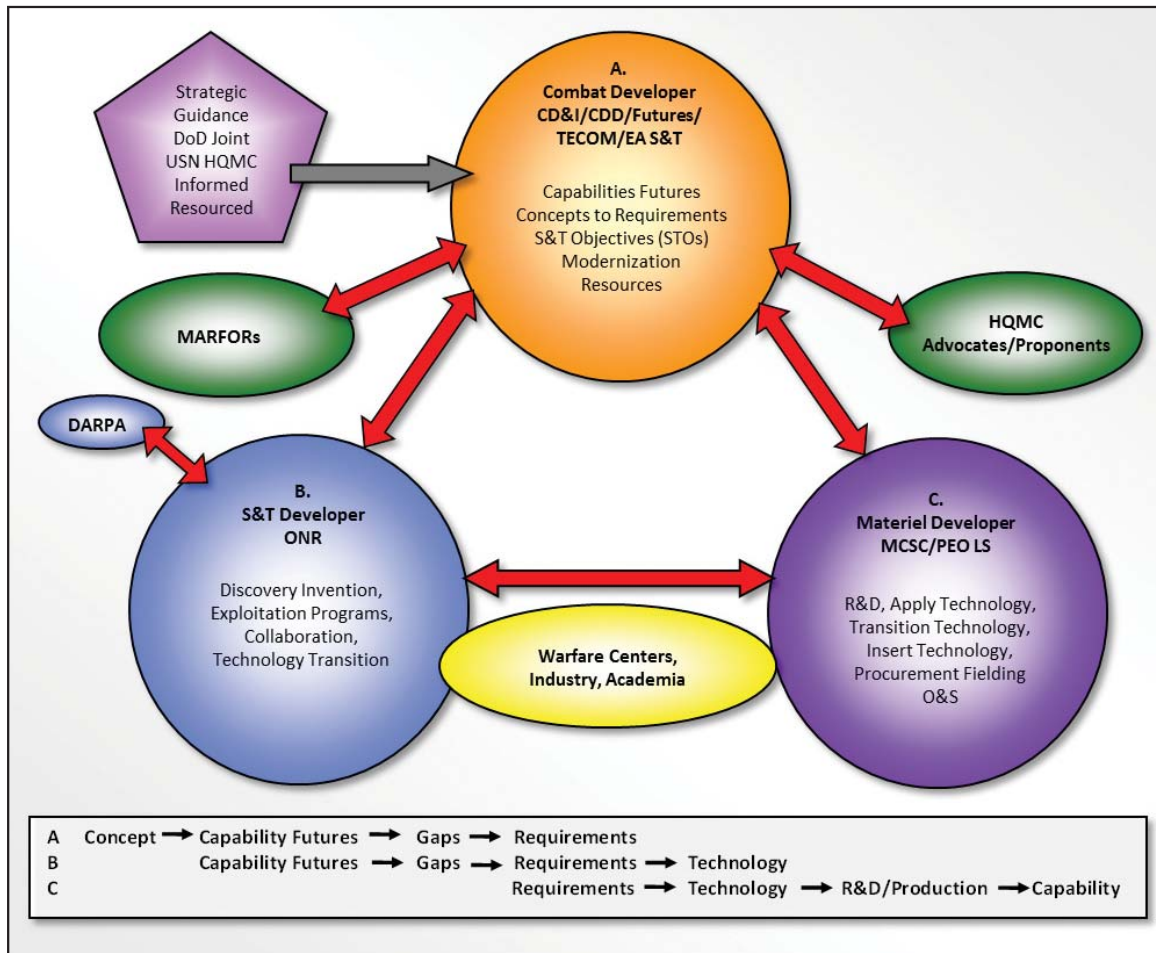 Strategic
Guidance
DoD Joint
USN HQMC
Informed
Resourced
A.
Combat Developer
CD&I/CDD/Futures/
TECOM/EA S&T
Capabilities Futures
Concepts to Requirements
S&T Objectives (STOs)
Modernization
Resources
MARFORs
HQMC
Advocates/Proponents
DARPA
B.
S&T Developer
ONR
Discovery Invention,
Exploitation Programs,
Collaboration,
Technology Transition
C.
Materiel Developer
MCSC/PEO LS
R&D, Apply Technology,
Transition Technology,
Insert Technology,
Procurement Fielding
O&S
Warfare Centers,
Industry, Academia
A Concept → Capability Futures → Gaps → Requirements
B Capability Futures → Gaps → Requirements → Technology
C Requirements → Technology → R&D/Production → Capability